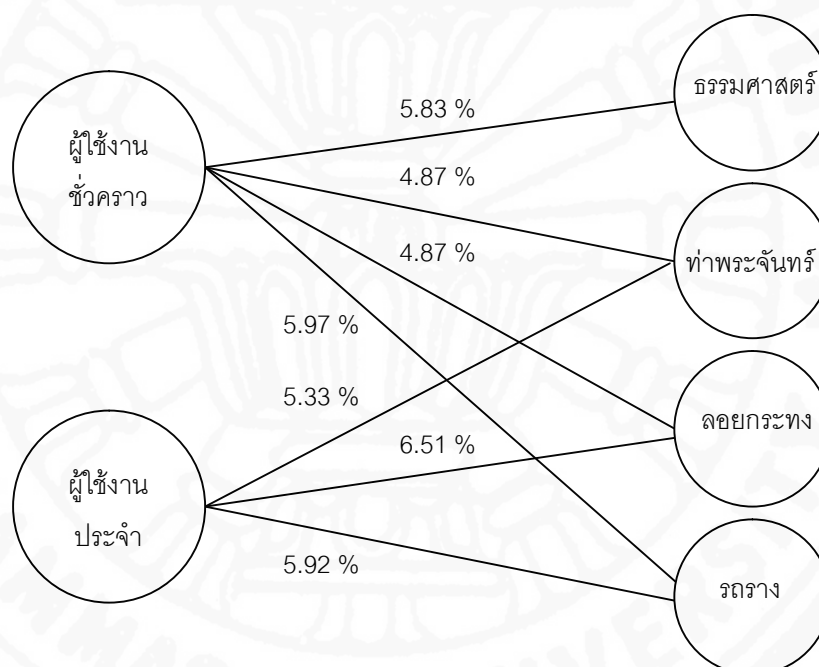 ธรรมศาสตร์
5.83 %
ผู้ใช้งาน
ชั่วคราว
4.87 %
4.87 %
ท่าพระจันทร์
5.97 %
5.33 %
ลอยกระทง
6.51 %
ผู้ใช้งาน
ประจำ
5.92 %
รถราง